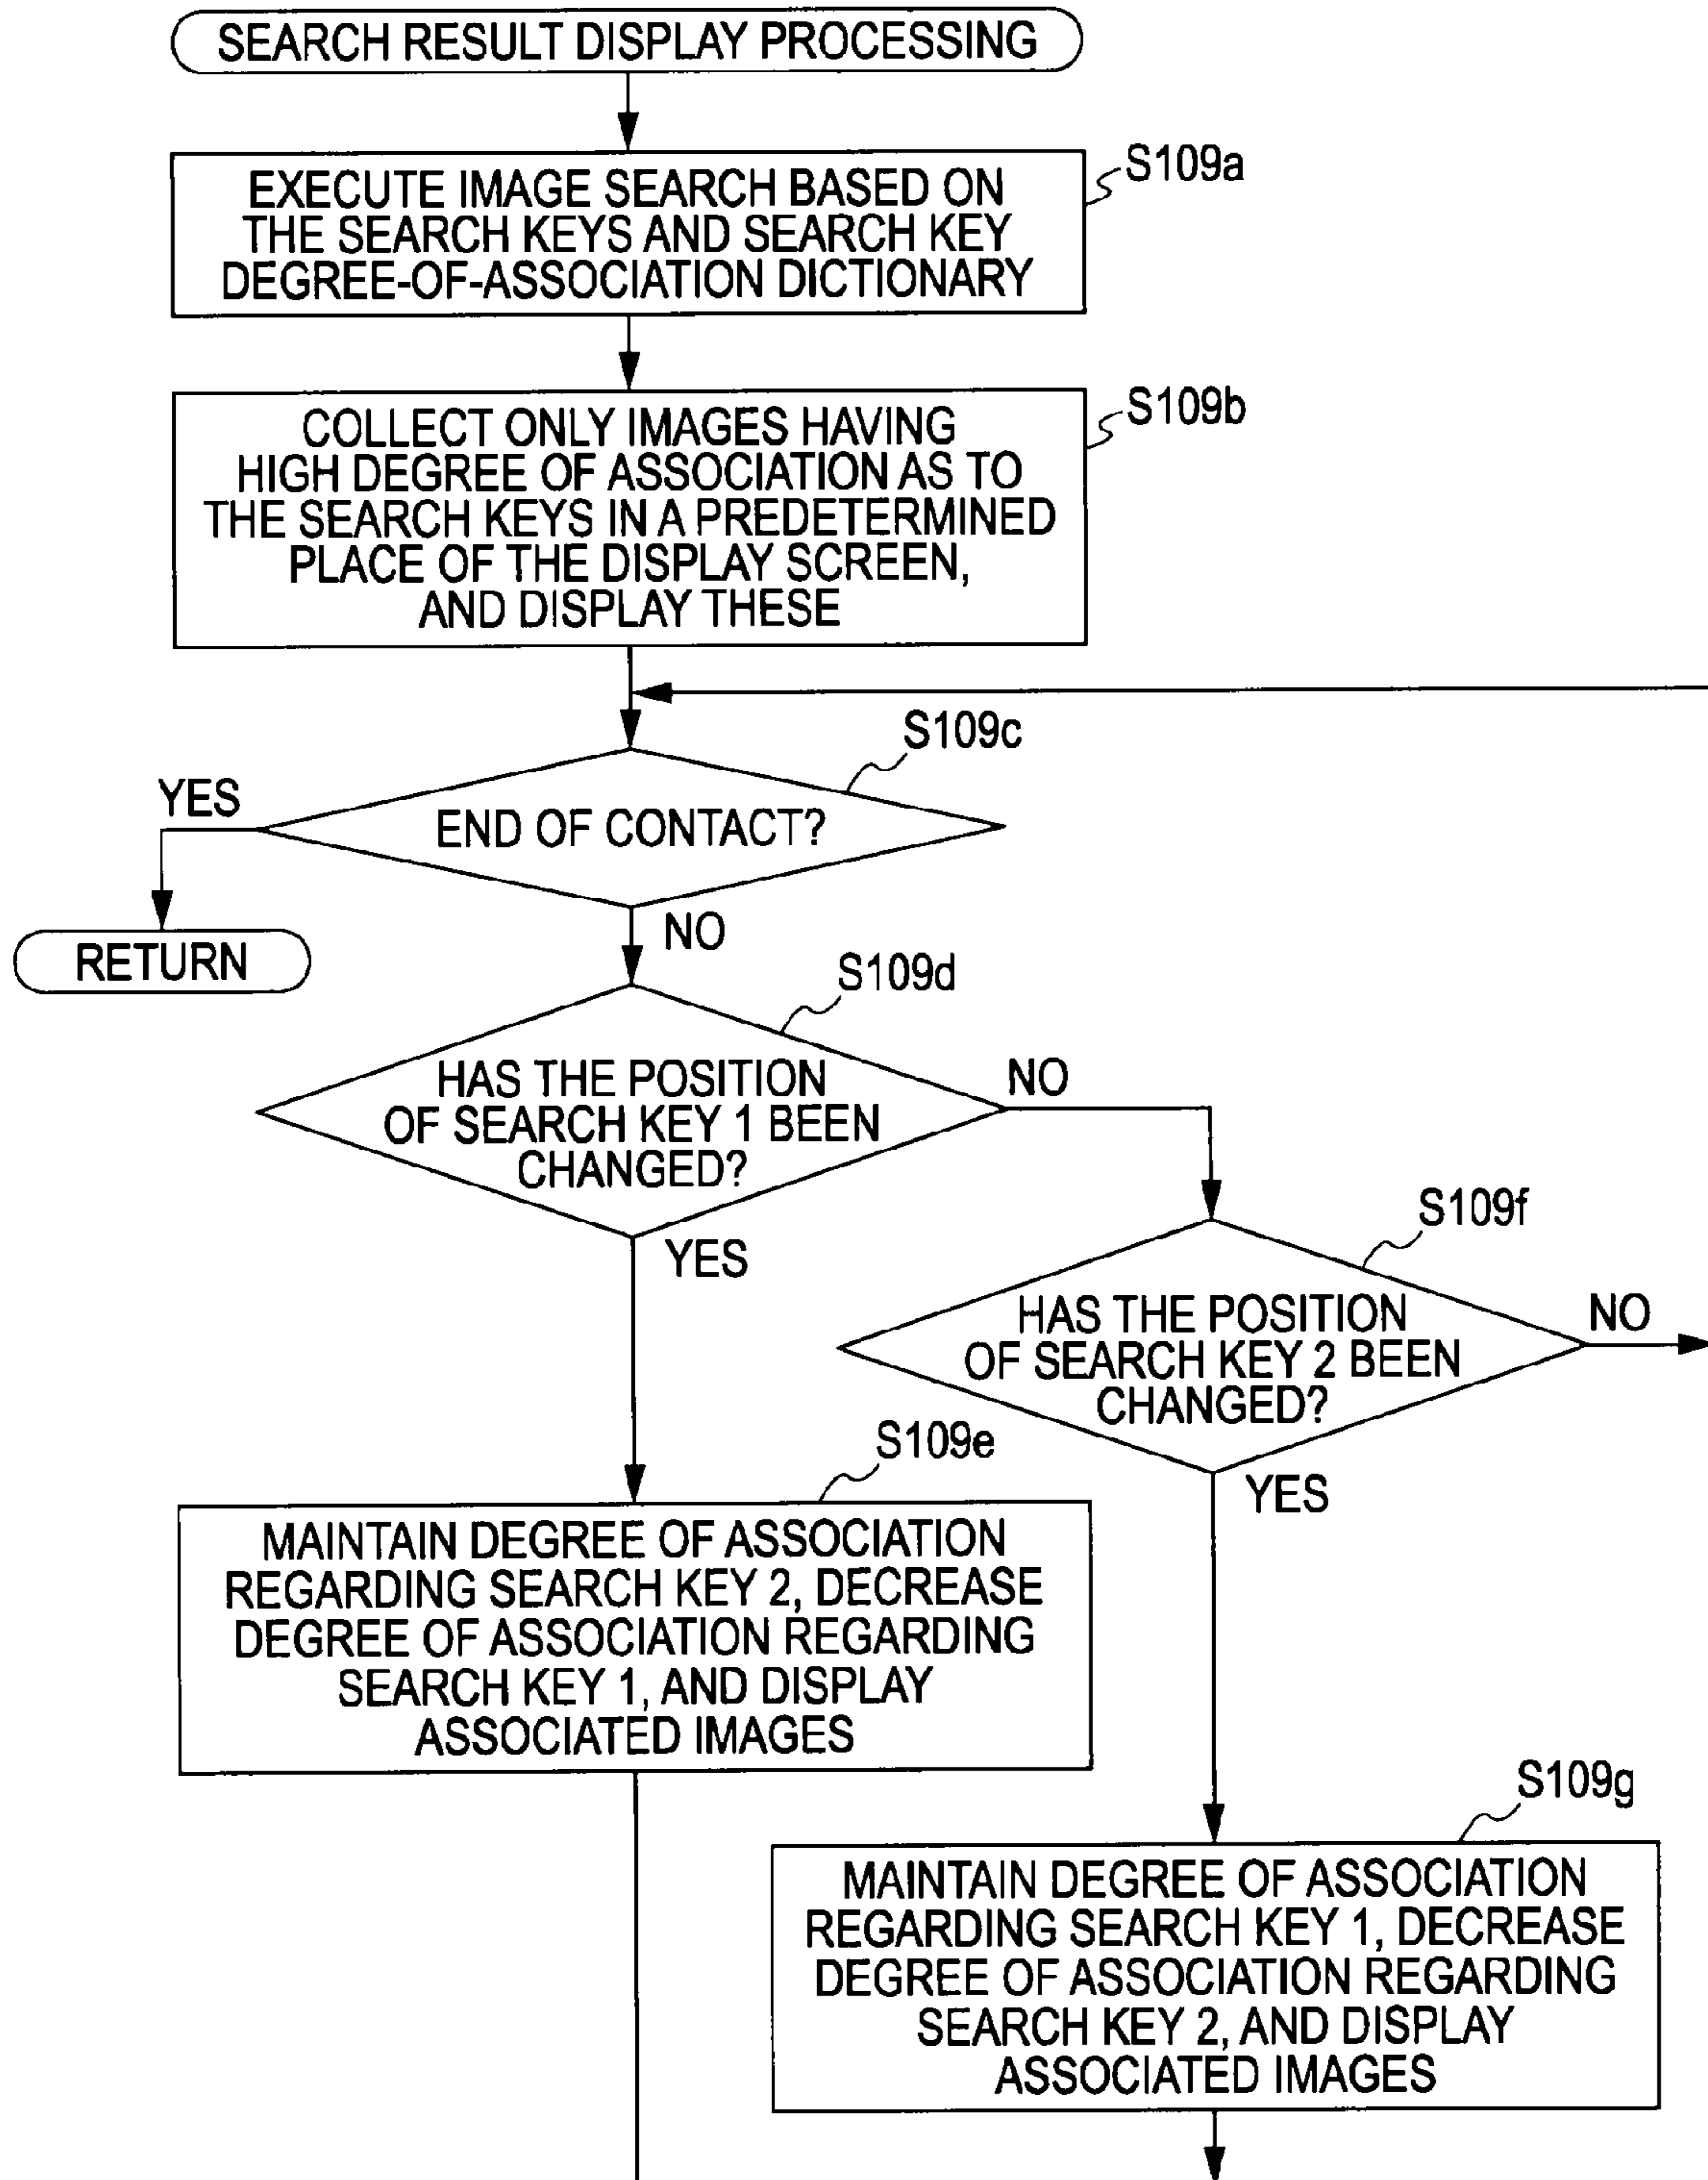 SEARCH RESULT DISPLAY PROCESSING
S109a
EXECUTE IMAGE SEARCH BASED ON
THE SEARCH KEYS AND SEARCH KEY
DEGREE-OF-ASSOCIATION DICTIONARY
S109b
COLLECT ONLY IMAGES HAVING
HIGH DEGREE OF ASSOCIATION AS TO
THE SEARCH KEYS IN A PREDETERMINED
PLACE OF THE DISPLAY SCREEN,
AND DISPLAY THESE
S109c
YES
END OF CONTACT?
NO
RETURN
S109d
HAS THE POSITION
OF SEARCH KEY 1 BEEN
CHANGED?
NO
YES
S109f
HAS THE POSITION
OF SEARCH KEY 2 BEEN
CHANGED?
NO
YES
S109e
MAINTAIN DEGREE OF ASSOCIATION
REGARDING SEARCH KEY 2, DECREASE
DEGREE OF ASSOCIATION REGARDING
SEARCH KEY 1, AND DISPLAY
ASSOCIATED IMAGES
S109g
MAINTAIN DEGREE OF ASSOCIATION
REGARDING SEARCH KEY 1, DECREASE
DEGREE OF ASSOCIATION REGARDING
SEARCH KEY 2, AND DISPLAY
ASSOCIATED IMAGES